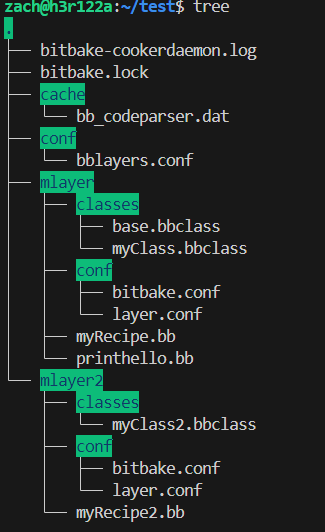 zach@h3r122a:~/test$ tree
.
├── bitbake-cookerdaemon.log
├── bitbake.lock
├── cache
│   └── bb_codeparser.dat
├── conf
│   └── bblayers.conf
├── mlayer
│   ├── classes
│   │   ├── base.bbclass
│   │   └── myClass.bbclass
│   ├── conf
│   │   ├── bitbake.conf
│   │   └── layer.conf
│   ├── myRecipe.bb
│   └── printhello.bb
└── mlayer2
    ├── classes
    │   └── myClass2.bbclass
    ├── conf
    │   ├── bitbake.conf
    │   └── layer.conf
    └── myRecipe2.bb